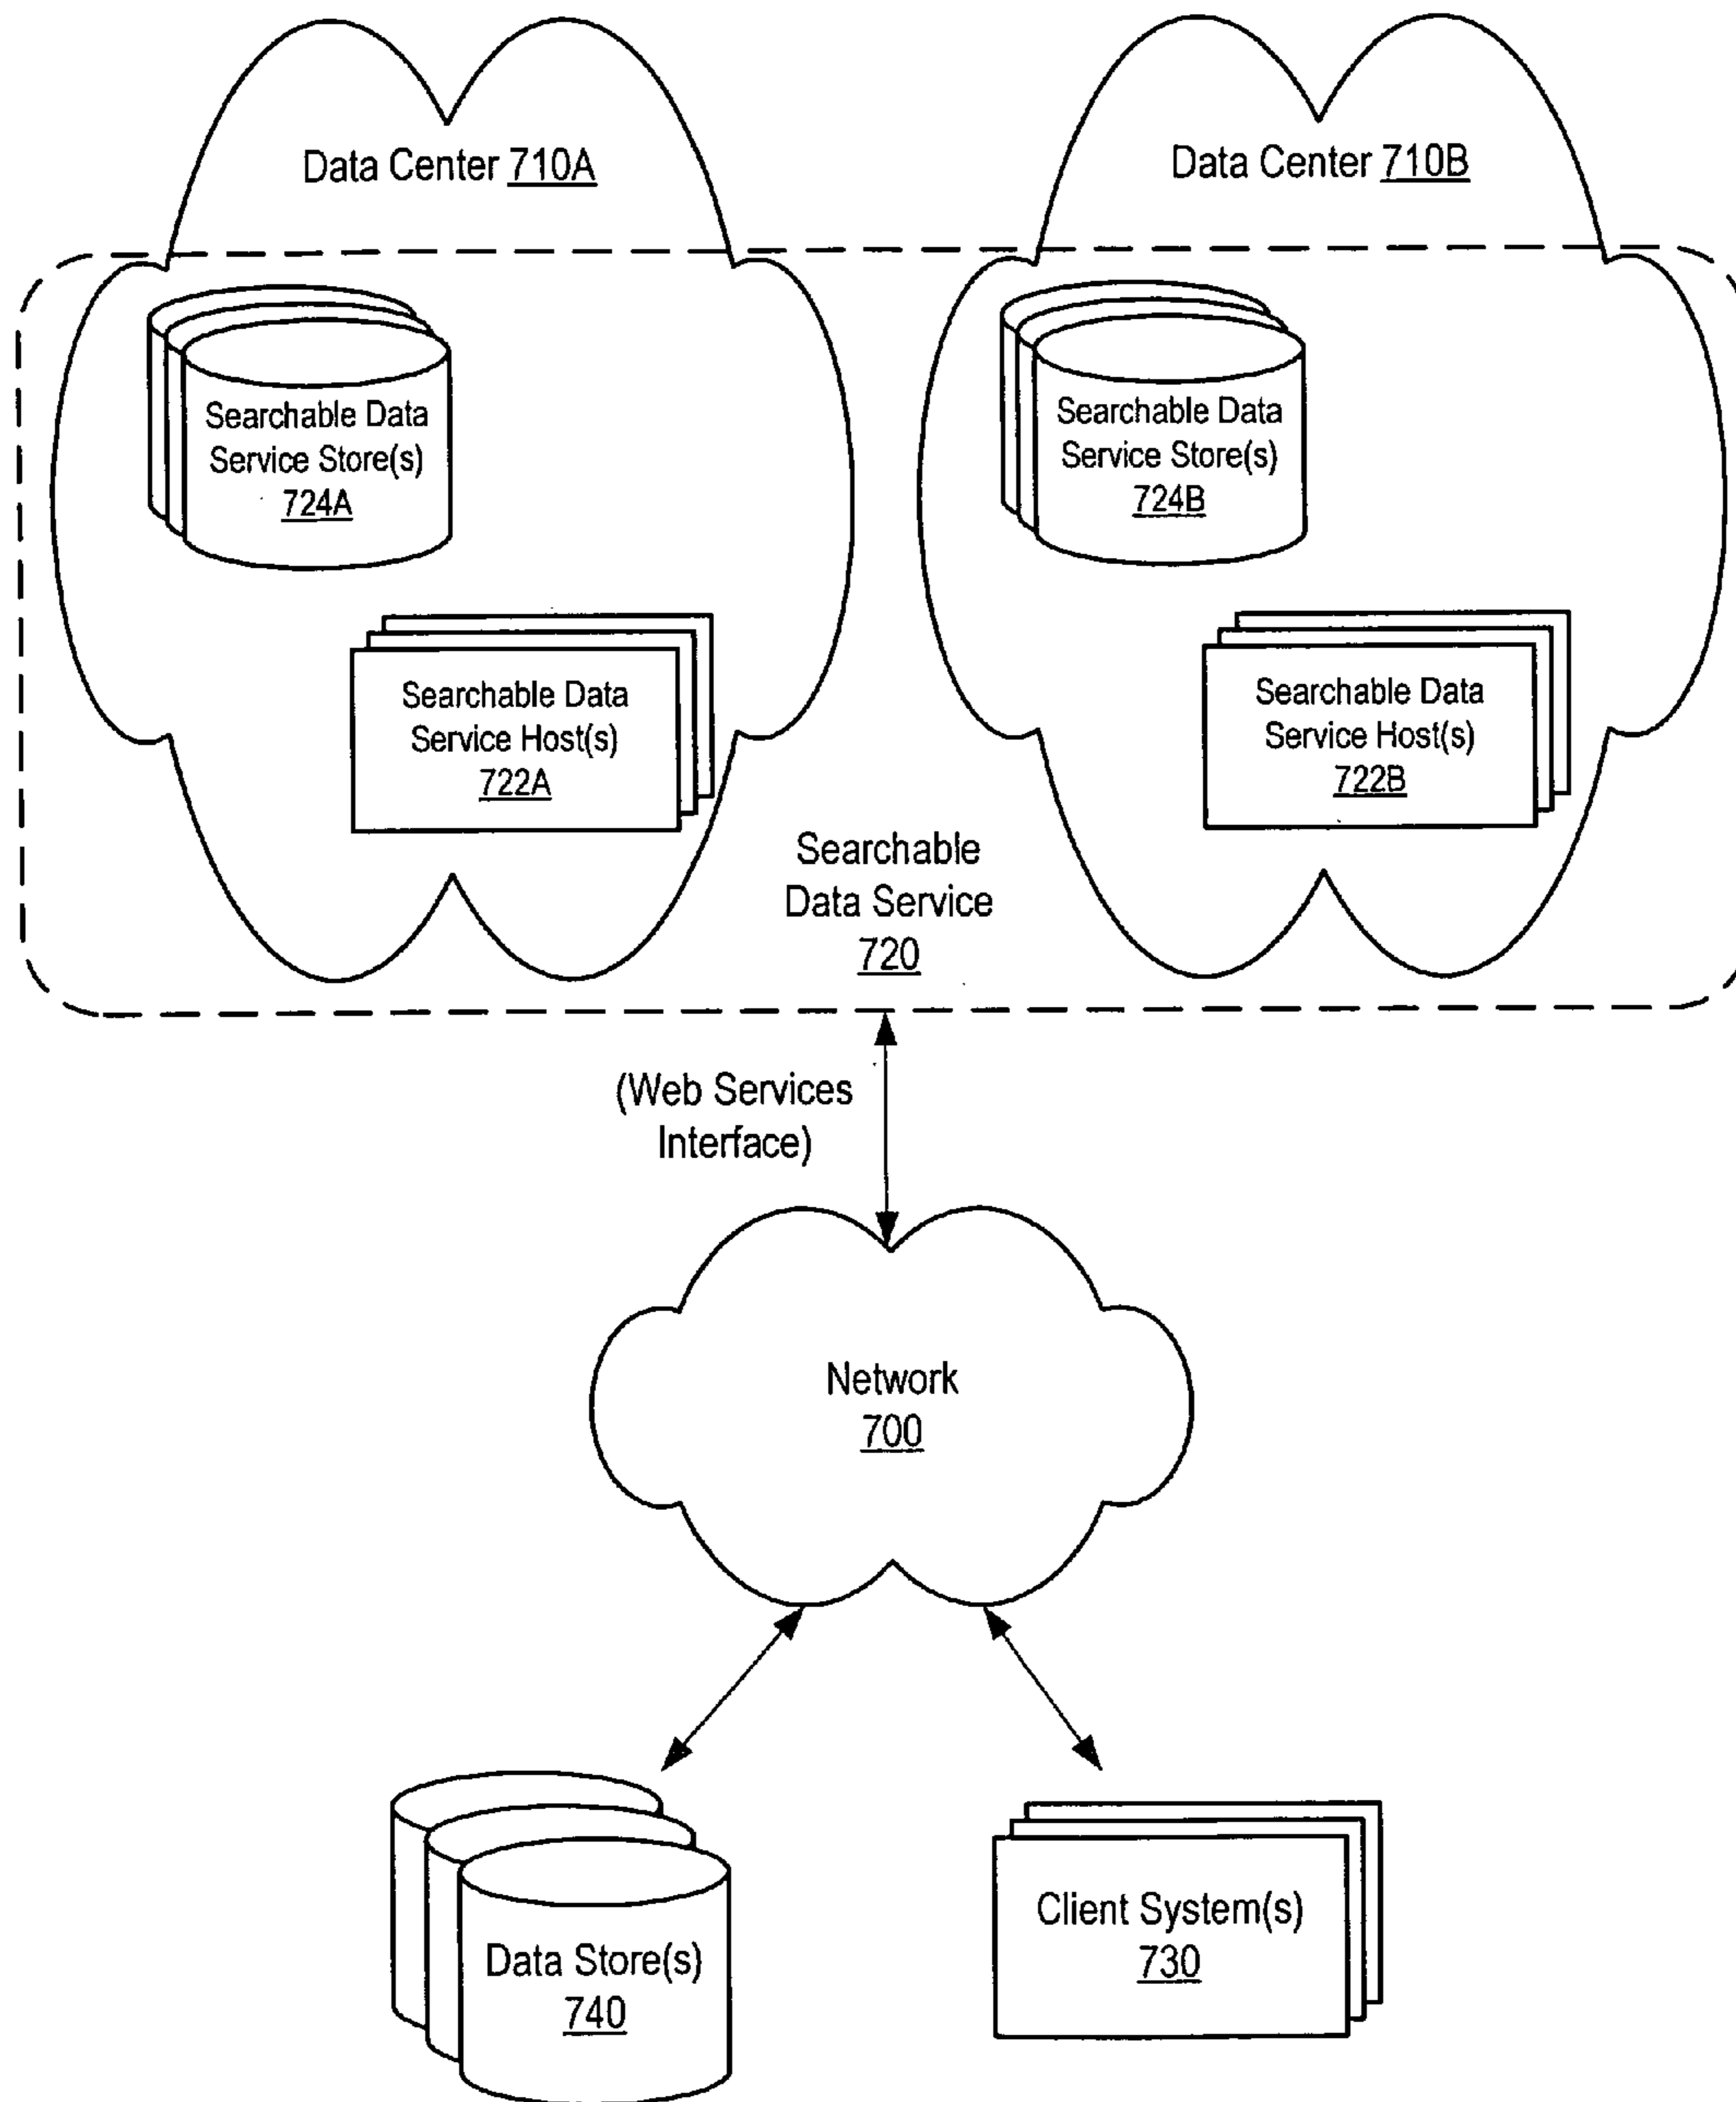 Data Center 710A
Data Center 710B
Searchable Data
Service Store(s)
724A
Searchable Data
Service Store(s)
724B
Searchable Data
Service Host(s)
722A
Searchable Data
Service Host(s)
722B
Searchable
Data Service
720
(Web Services
Interface)
Network
700
Data Store(s)
740
Client System(s)
730